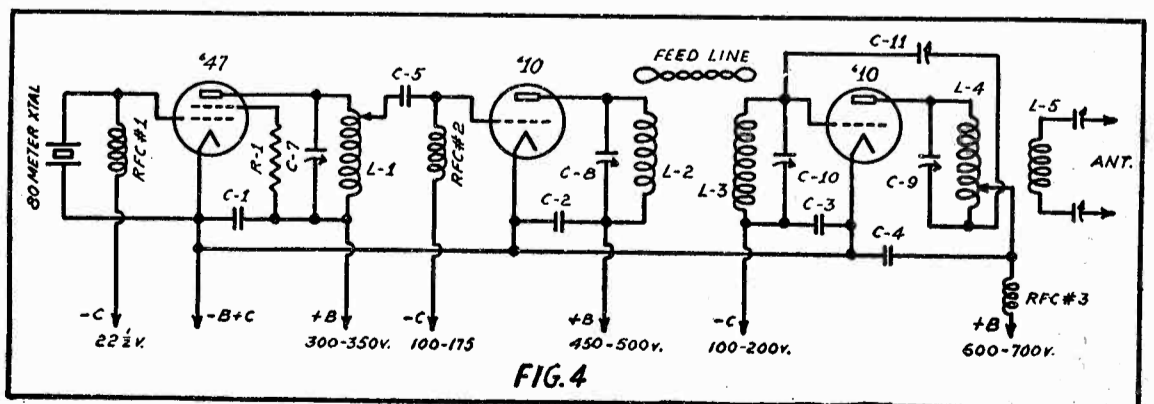 80 METER XTAL
RFC#1
'47
R-1
C-7
L-1
C-1
C-5
RFC#2
'10
C-8
L-2
C-2
FEED LINE
L-3
C-10
C-3
C-11
'10
C-9
L-4
C-4
L-5
ANT.
RFC#3
-C
22 1/2 v.
-B+C
+B
300-350v.
-C
100-175
+B
450-500v.
-C
100-200v.
+B
600-700v.
FIG. 4